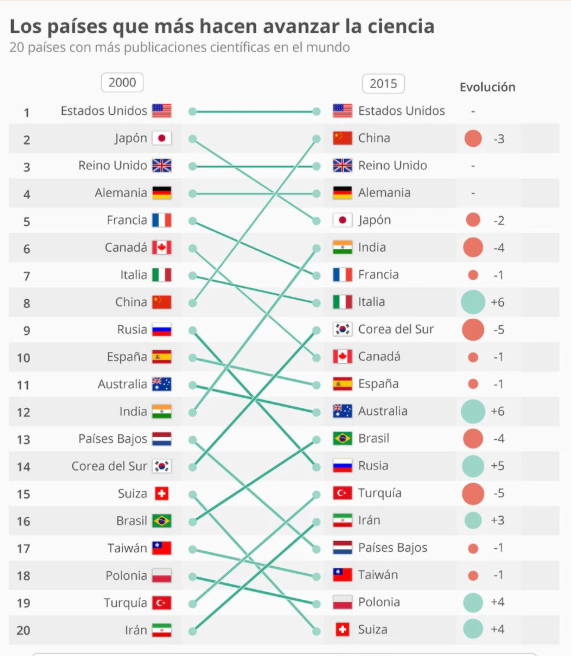 Los países que más hacen avanzar la ciencia
20 países con más publicaciones científicas en el mundo
2000 2015 Evolución
1 Estados Unidos Estados Unidos -
2 Japón China -3
3 Reino Unido Reino Unido -
4 Alemania Alemania -
5 Francia Japón -2
6 Canadá India -4
7 Italia Francia -1
8 China Italia +6
9 Rusia Corea del Sur -5
10 España Canadá -1
11 Australia España -1
12 India Australia +6
13 Países Bajos Brasil -4
14 Corea del Sur Rusia +5
15 Suiza Turquía -5
16 Brasil Irán +3
17 Taiwán Países Bajos -1
18 Polonia Taiwán -1
19 Turquía Polonia +4
20 Irán Suiza +4